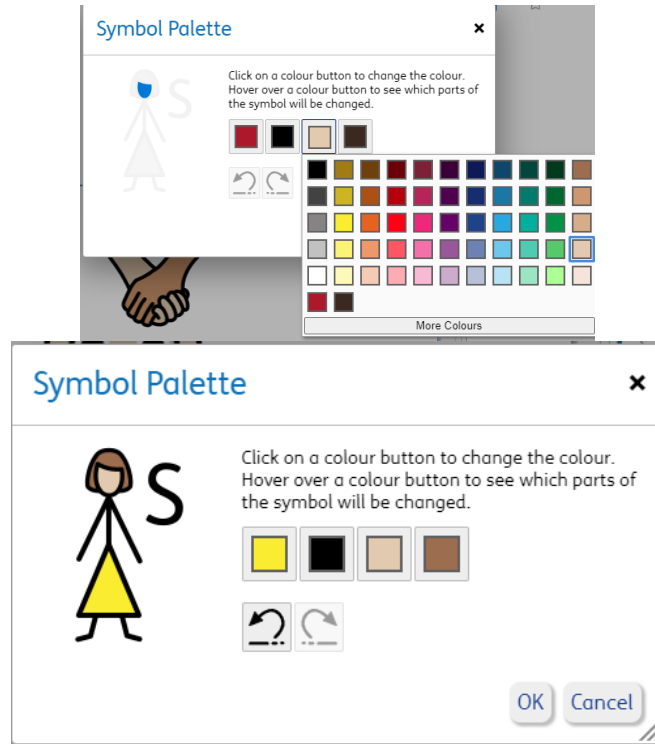 Symbol Palette
Click on a colour button to change the colour.
Hover over a colour button to see which parts of
the symbol will be changed.
S
More Colours
Symbol Palette
Click on a colour button to change the colour.
Hover over a colour button to see which parts of
the symbol will be changed.
S
OK Cancel